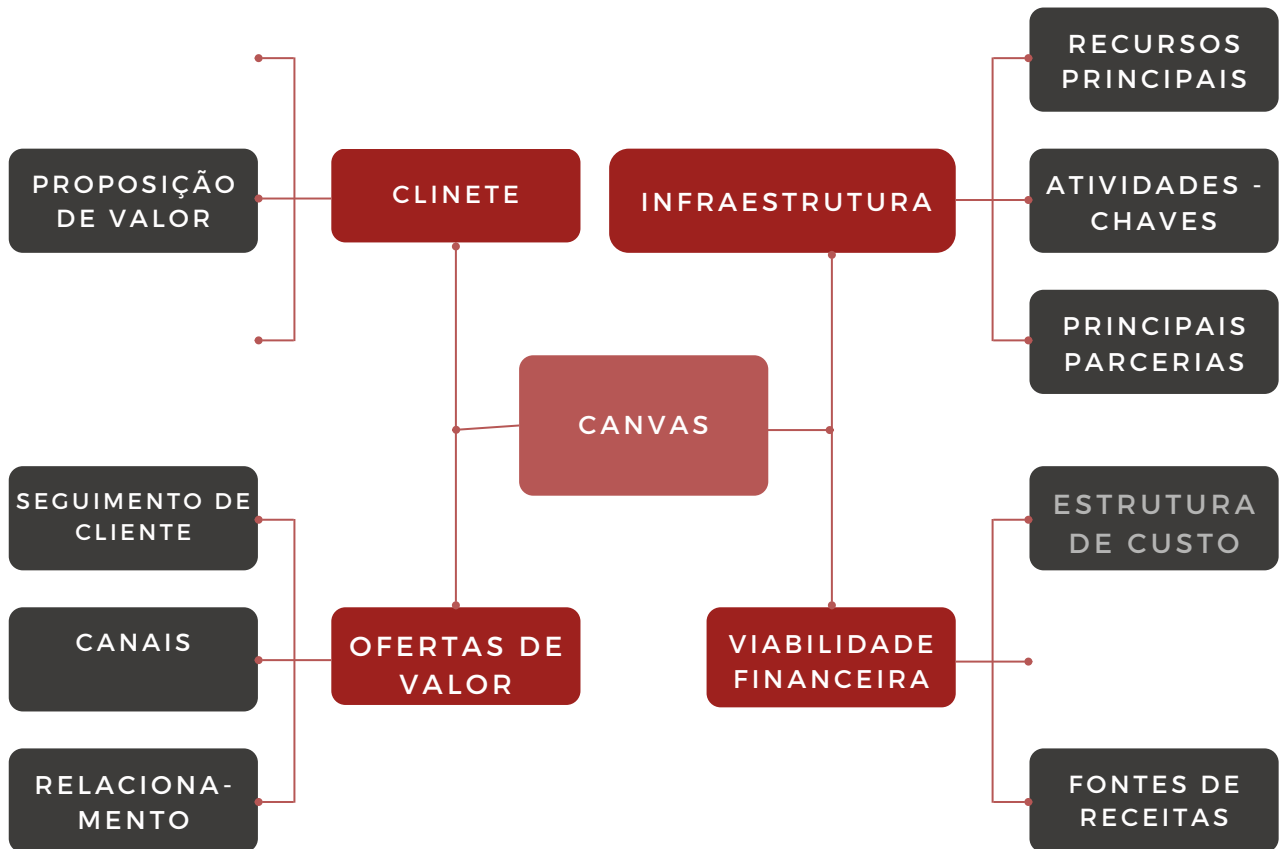 PROPOSIÇÃO
DE VALOR
CLINETE
INFRAESTRUTURA
RECURSOS
PRINCIPAIS
ATIVIDADES -
CHAVES
PRINCIPAIS
PARCERIAS
CANVAS
SEGUIMENTO DE
CLIENTE
CANAIS
RELACIONA-
MENTO
OFERTAS DE
VALOR
VIABILIDADE
FINANCEIRA
ESTRUTURA
DE CUSTO
FONTES DE
RECEITAS